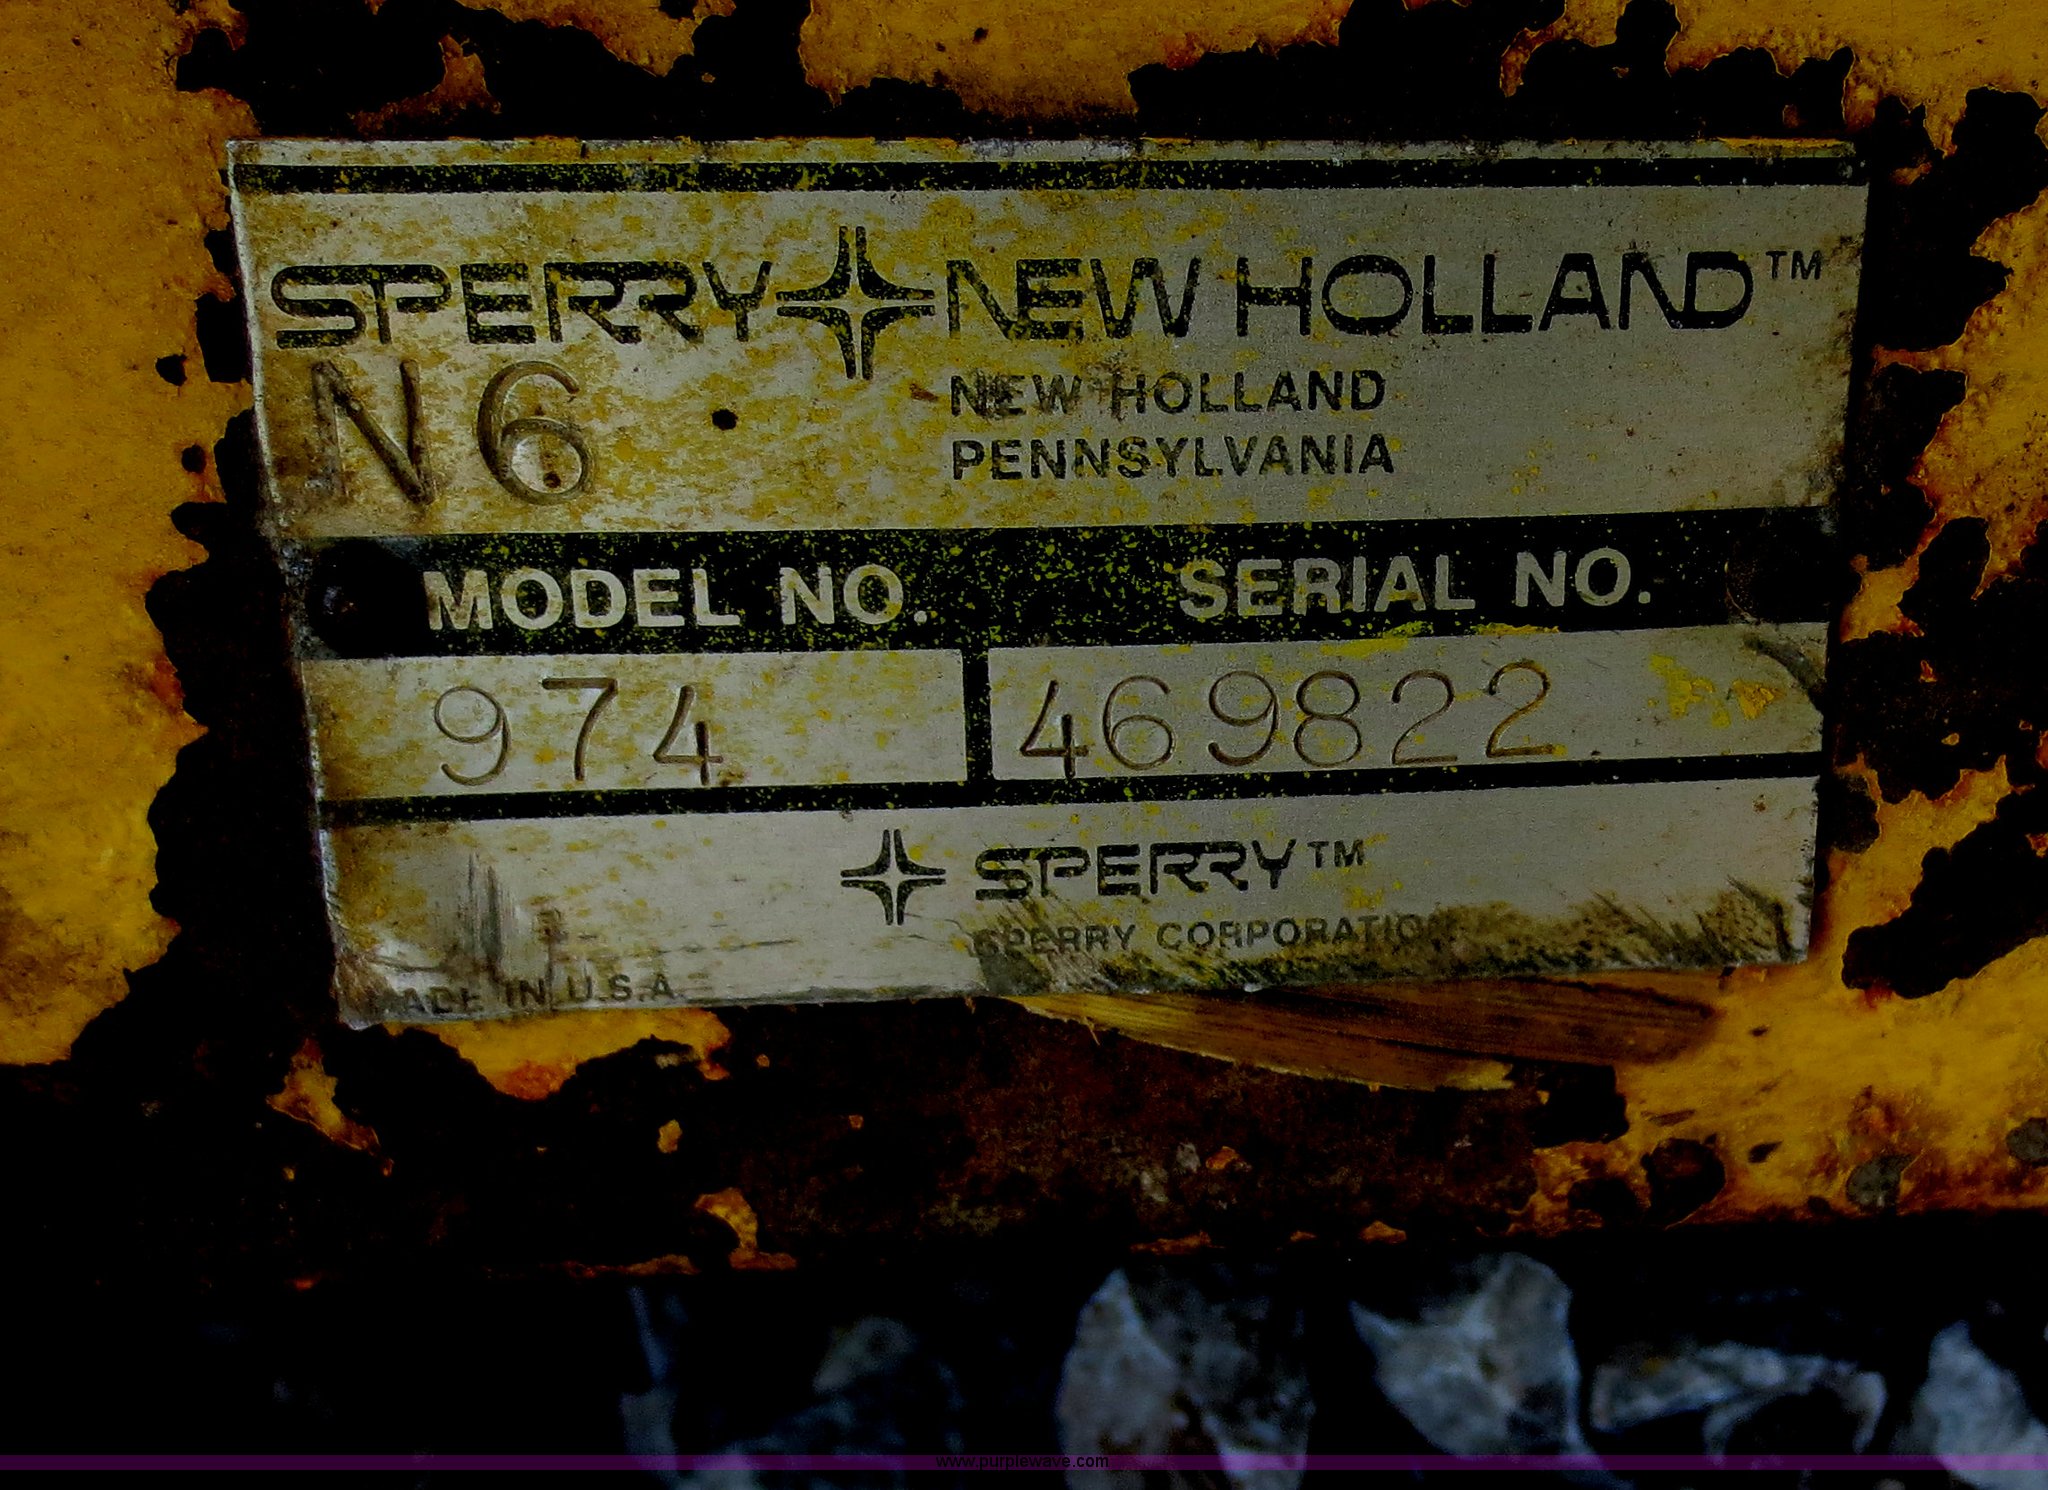 SPERRY NEW HOLLAND™
N6
NEW HOLLAND
PENNSYLVANIA
MODEL NO. SERIAL NO.
974 469822
SPERRY™
SPERRY CORPORATION
MADE IN U.S.A.
www.purplewave.com